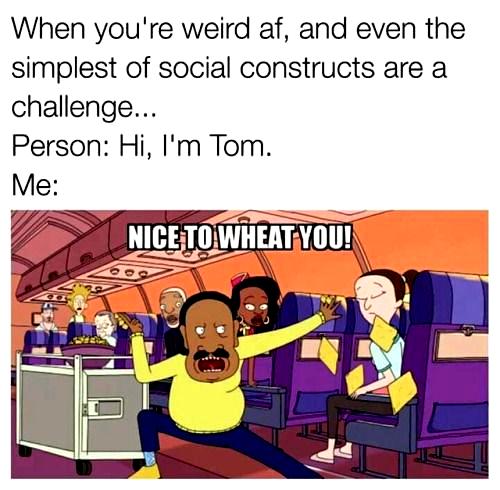 When you're weird af, and even the
simplest of social constructs are a
challenge...
Person: Hi, I'm Tom.
Me:
NICE TO WHEAT YOU!